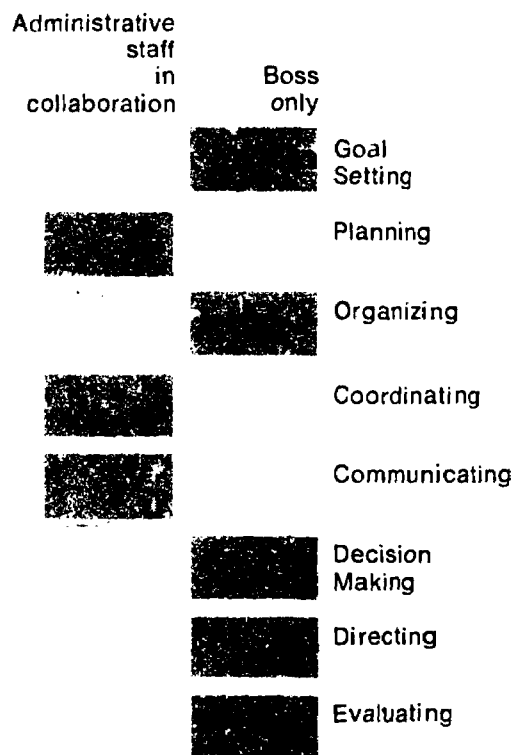 Administrative
staff
in
collaboration
Boss
only
Goal
Setting
Planning
Organizing
Coordinating
Communicating
Decision
Making
Directing
Evaluating